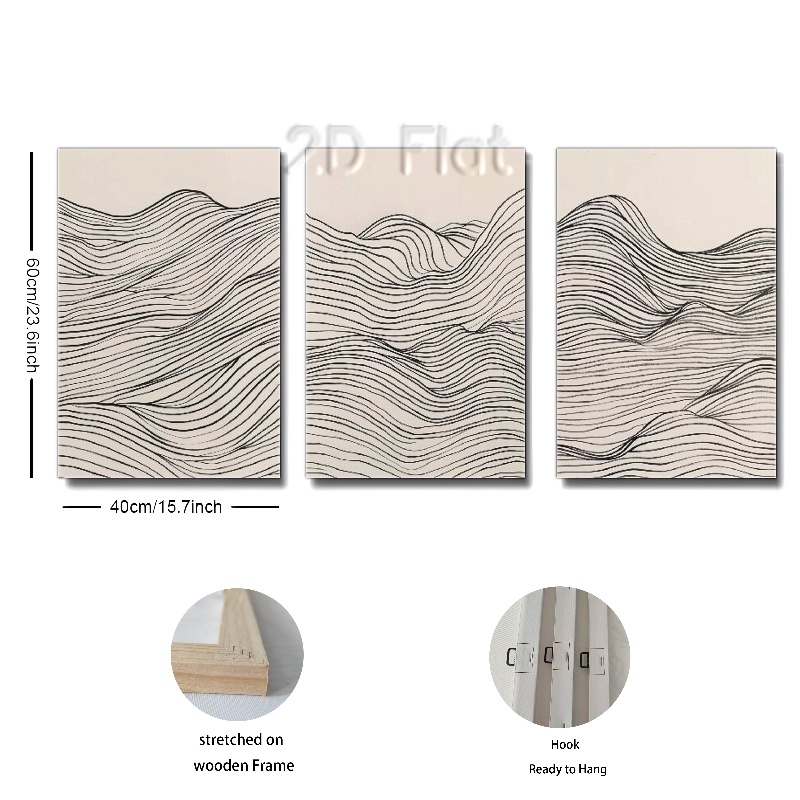 2D Flat
60cm/23.6inch
40cm/15.7inch
stretched on
wooden Frame
Hook
Ready to Hang